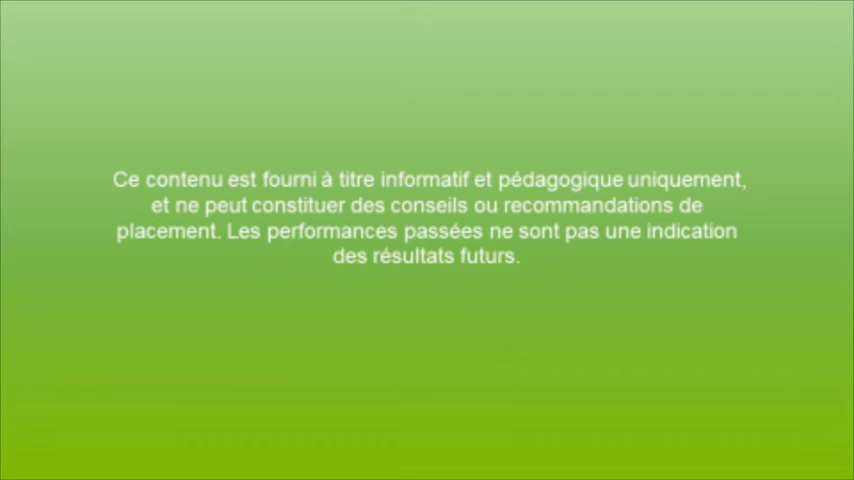 Ce contenu est fourni à titre informatif et pédagogique uniquement,
et ne peut constituer des conseils ou recommandations de
placement. Les performances passées ne sont pas une indication
des résultats futurs.